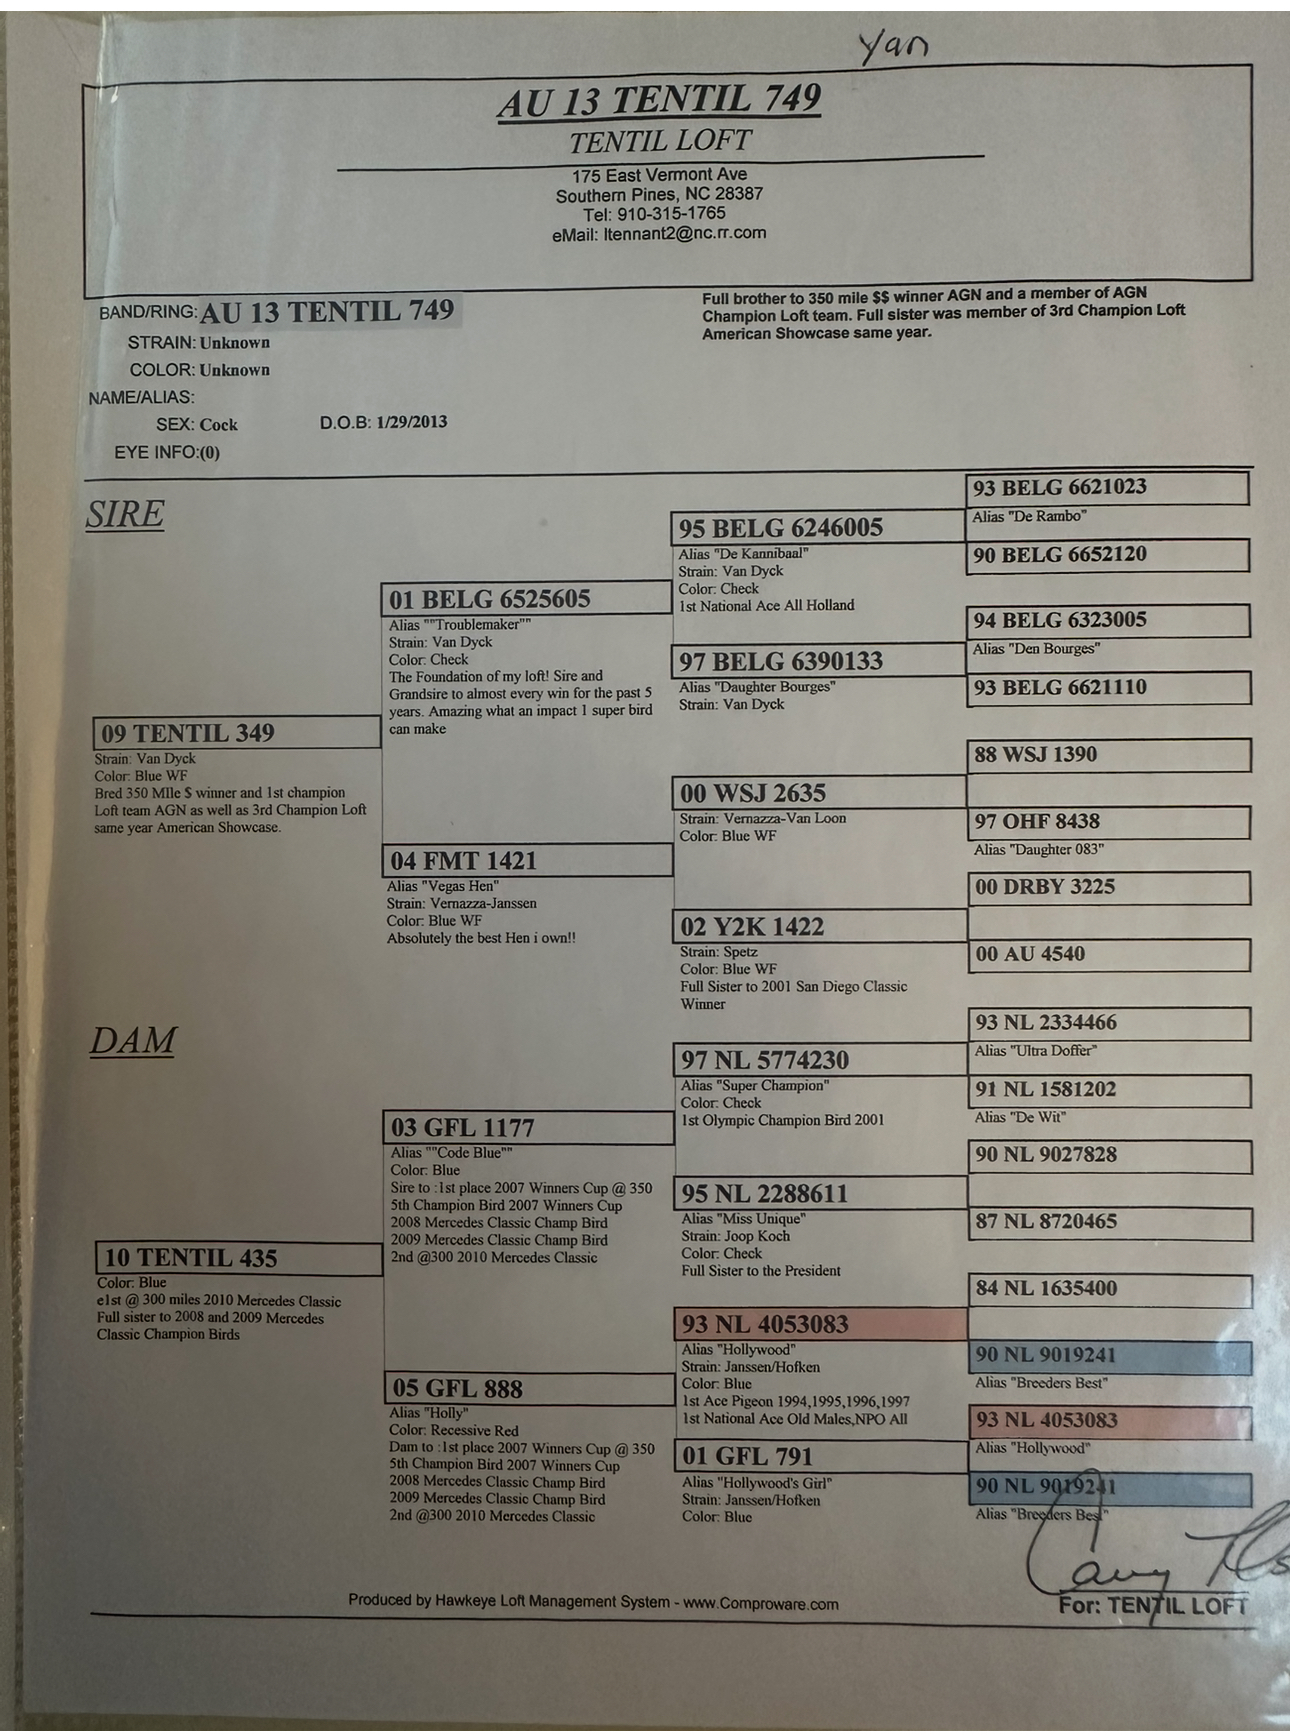 Yan
AU 13 TENTIL 749
TENTIL LOFT
175 East Vermont Ave
Southern Pines, NC 28387
Tel: 910-315-1765
eMail: ltennant2@nc.rr.com
BAND/RING: AU 13 TENTIL 749
STRAIN: Unknown
COLOR: Unknown
NAME/ALIAS:
SEX: Cock D.O.B: 1/29/2013
EYE INFO:(0)
Full brother to 350 mile $$ winner AGN and a member of AGN
Champion Loft team. Full sister was member of 3rd Champion Loft
American Showcase same year.
SIRE
09 TENTIL 349
Strain: Van Dyck
Color: Blue WF
Bred 350 MIle $ winner and 1st champion
Loft team AGN as well as 3rd Champion Loft
same year American Showcase.
01 BELG 6525605
Alias ""Troublemaker""
Strain: Van Dyck
Color: Check
The Foundation of my loft! Sire and
Grandsire to almost every win for the past 5
years. Amazing what an impact 1 super bird
can make
04 FMT 1421
Alias "Vegas Hen"
Strain: Vernazza-Janssen
Color: Blue WF
Absolutely the best Hen i own!!
95 BELG 6246005
Alias "De Kannibaal"
Strain: Van Dyck
Color: Check
1st National Ace All Holland
97 BELG 6390133
Alias "Daughter Bourges"
Strain: Van Dyck
00 WSJ 2635
Strain: Vernazza-Van Loon
Color: Blue WF
02 Y2K 1422
Strain: Spetz
Color: Blue WF
Full Sister to 2001 San Diego Classic
Winner
93 BELG 6621023
Alias "De Rambo"
90 BELG 6652120
94 BELG 6323005
Alias "Den Bourges"
93 BELG 6621110
88 WSJ 1390
97 OHF 8438
Alias "Daughter 083"
00 DRBY 3225
00 AU 4540
DAM
10 TENTIL 435
Color: Blue
e1st @ 300 miles 2010 Mercedes Classic
Full sister to 2008 and 2009 Mercedes
Classic Champion Birds
03 GFL 1177
Alias ""Code Blue""
Color: Blue
Sire to :1st place 2007 Winners Cup @ 350
5th Champion Bird 2007 Winners Cup
2008 Mercedes Classic Champ Bird
2009 Mercedes Classic Champ Bird
2nd @300 2010 Mercedes Classic
05 GFL 888
Alias "Holly"
Color: Recessive Red
Dam to :1st place 2007 Winners Cup @ 350
5th Champion Bird 2007 Winners Cup
2008 Mercedes Classic Champ Bird
2009 Mercedes Classic Champ Bird
2nd @300 2010 Mercedes Classic
97 NL 5774230
Alias "Super Champion"
Color: Check
1st Olympic Champion Bird 2001
95 NL 2288611
Alias "Miss Unique"
Strain: Joop Koch
Color: Check
Full Sister to the President
93 NL 4053083
Alias "Hollywood"
Strain: Janssen/Hofken
Color: Blue
1st Ace Pigeon 1994,1995,1996,1997
1st National Ace Old Males,NPO All
01 GFL 791
Alias "Hollywood's Girl"
Strain: Janssen/Hofken
Color: Blue
93 NL 2334466
Alias "Ultra Doffer"
91 NL 1581202
Alias "De Wit"
90 NL 9027828
87 NL 8720465
84 NL 1635400
90 NL 9019241
Alias "Breeders Best"
93 NL 4053083
Alias "Hollywood"
90 NL 9019241
Alias "Breeders Best"
Produced by Hawkeye Loft Management System - www.Comproware.com
For: TENTIL LOFT